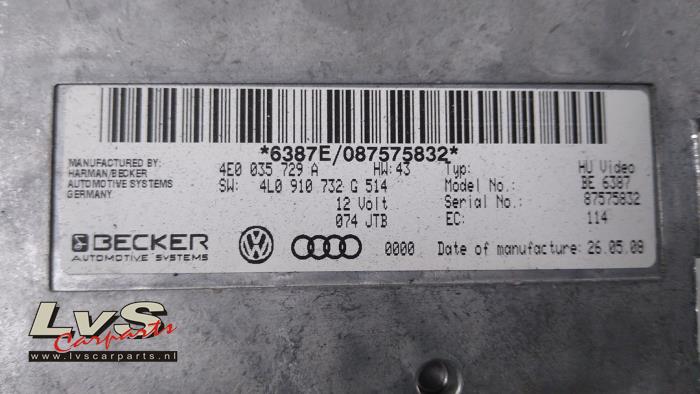 *6387E/087575832*
MANUFACTURED BY:
HARMAN/BECKER
AUTOMOTIVE SYSTEMS
GERMANY
4E0 035 729 A HW:43 Typ: HU Video
SW: 4L0 910 732 G 514 Model No.: BE 6387
12 Volt Serial No.: 87575832
074 JTB EC: 114
BECKER
AUTOMOTIVE SYSTEMS
0000 Date of manufacture: 26.05.08
LvS
Carparts
www.lvscarparts.nl